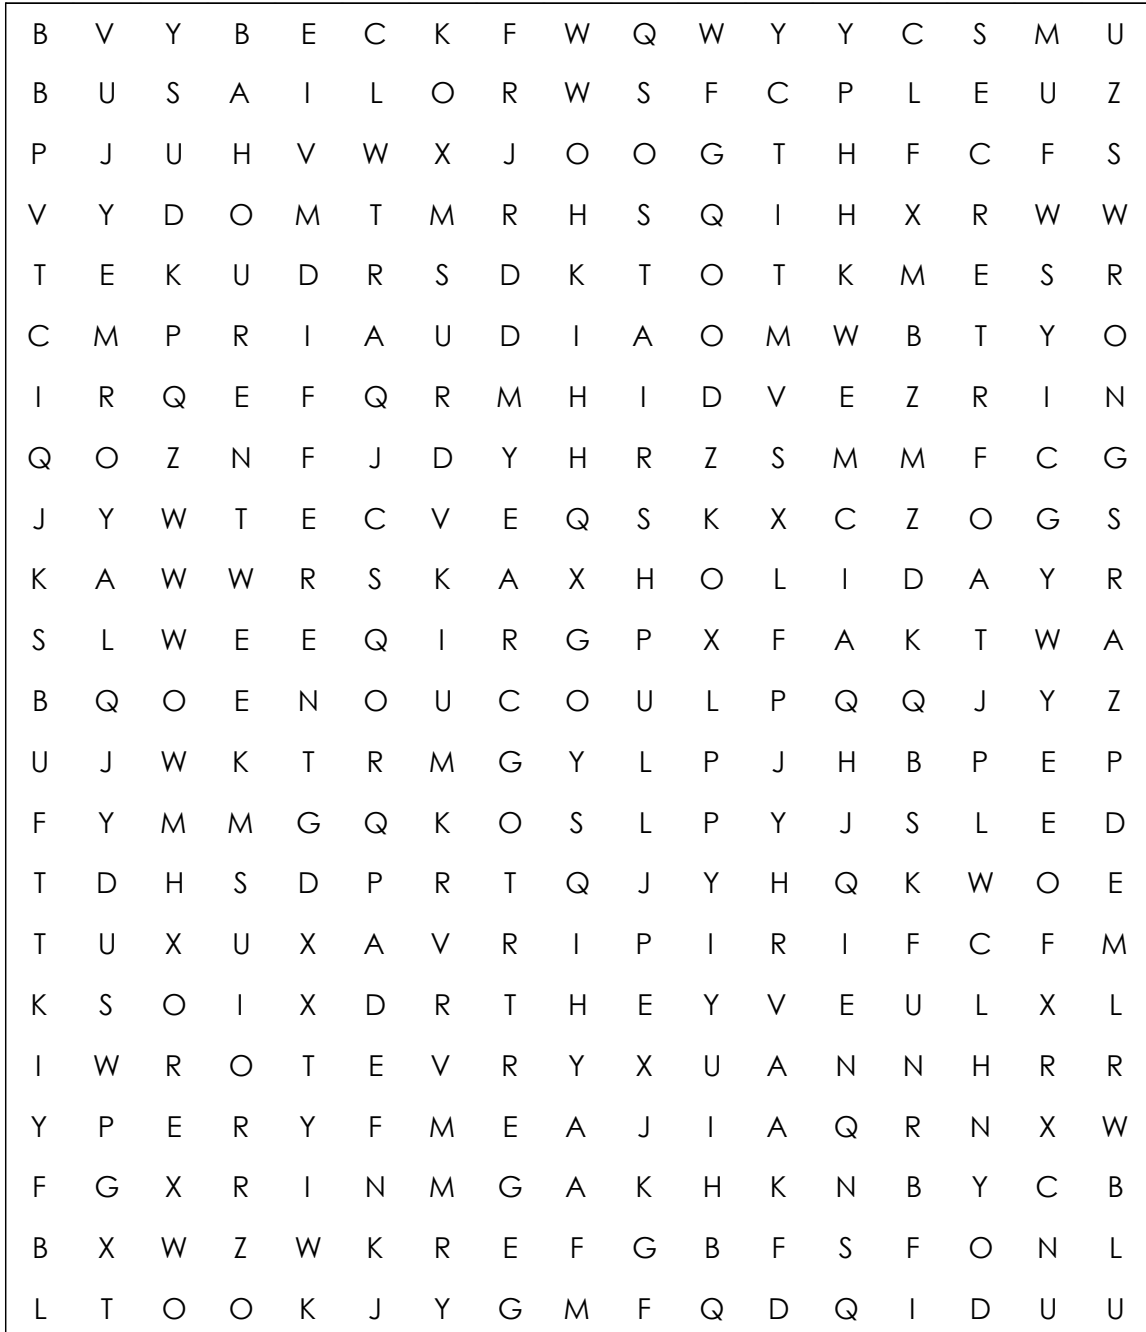 B V Y B E C K F W Q W Y Y C S M U
B U S A I L O R W S F C P L E U Z
P J U H V W X J O O G T H F C F S
V Y D O M T M R H S Q I H X R W W
T E K U D R S D K T O T K M E S R
C M P R I A U D I A O M W B T Y O
I R Q E F Q R M H I D V E Z R I N
Q O Z N F J D Y H R Z S M M F C G
J Y W T E C V E Q S K X C Z O G S
K A W W R S K A X H O L I D A Y R
S L W E E Q I R G P X F A K T W A
B Q O E N O U C O U L P Q Q J Y Z
U J W K T R M G Y L P J H B P E P
F Y M M G Q K O S L P Y J S L E D
T D H S D P R T Q J Y H Q K W O E
T U X U X A V R I P I R I F C F M
K S O I X D R T H E Y V E U L X L
I W R O T E V R Y X U A N N H R R
Y P E R Y F M E A J I A Q R N X W
F G X R I N M G A K H K N B Y C B
B X W Z W K R E F G B F S F O N L
L T O O K J Y G M F Q D Q I D U U